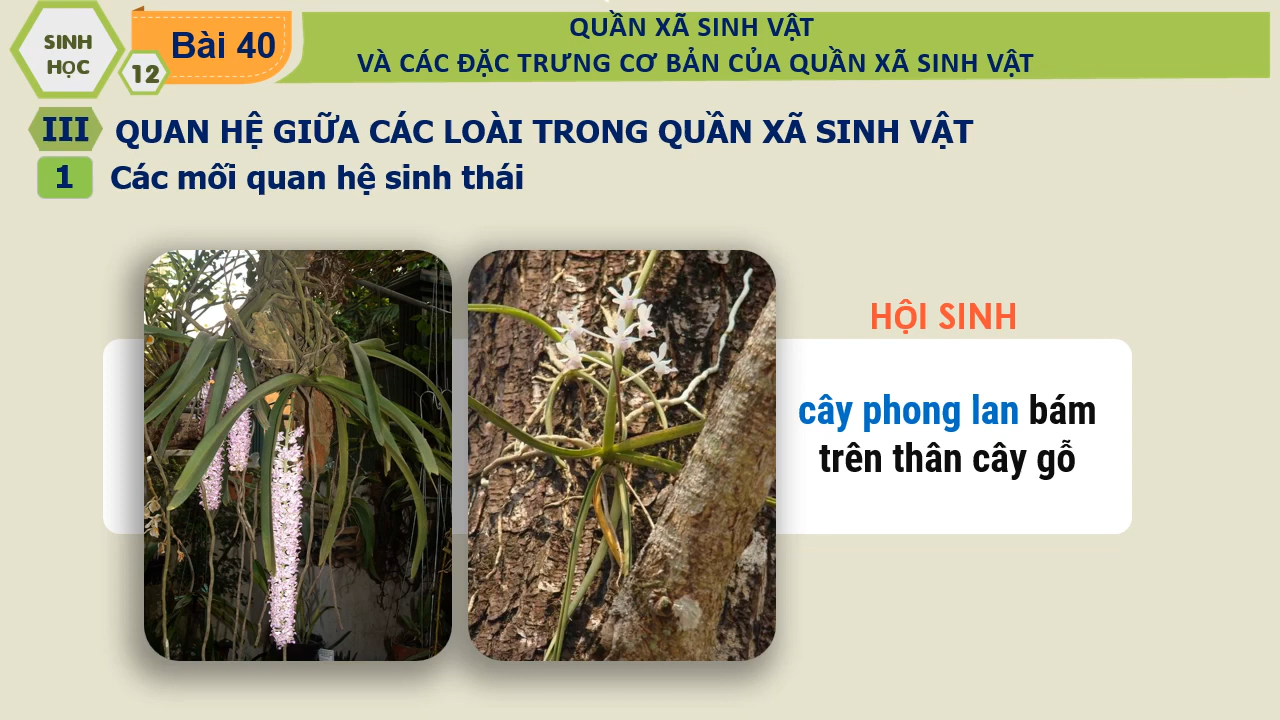 SINH
HỌC
12
Bài 40
QUẦN XÃ SINH VẬT
VÀ CÁC ĐẶC TRƯNG CƠ BẢN CỦA QUẦN XÃ SINH VẬT
III QUAN HỆ GIỮA CÁC LOÀI TRONG QUẦN XÃ SINH VẬT
1 Các mối quan hệ sinh thái
HỘI SINH
cây phong lan bám
trên thân cây gỗ